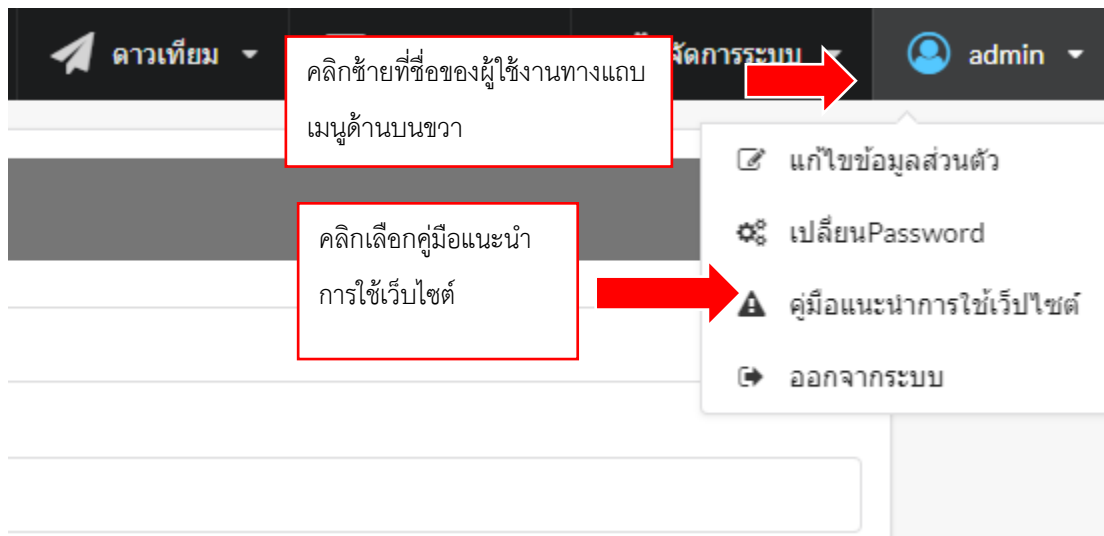 ดาวเทียม
จัดการระบบ
admin
คลิกซ้ายที่ชื่อของผู้ใช้งานทางแถบ
เมนูด้านบนขวา
แก้ไขข้อมูลส่วนตัว
เปลี่ยนPassword
คลิกเลือกคู่มือแนะนำ
การใช้เว็บไซต์
คู่มือแนะนำการใช้เว็ปไซต์
ออกจากระบบ